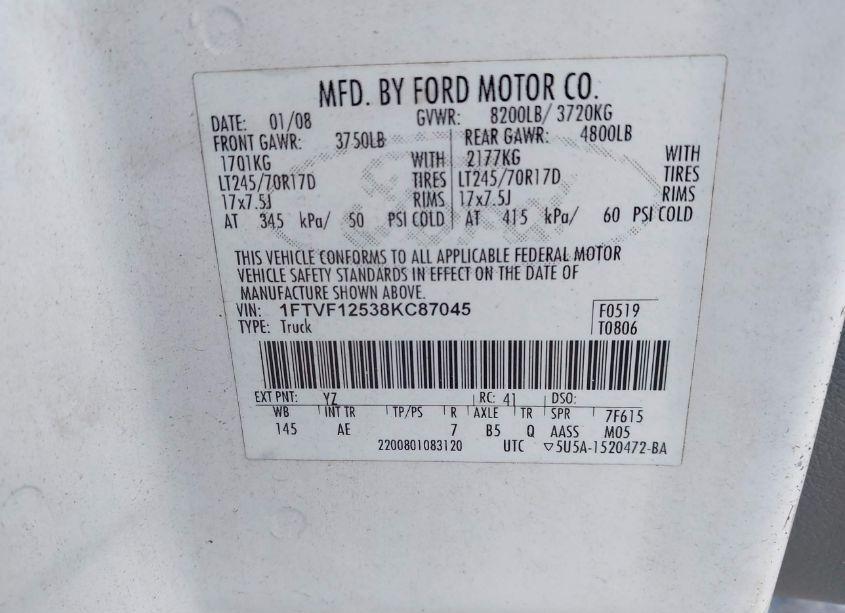 MFD. BY FORD MOTOR CO.
DATE: 01/08 GVWR: 8200LB/ 3720KG
FRONT GAWR: 3750LB REAR GAWR: 4800LB
1701KG WITH 2177KG WITH
LT245/70R17D TIRES LT245/70R17D TIRES
17x7.5J RIMS 17x7.5J RIMS
AT 345 kPa/ 50 PSI COLD AT 415 kPa/ 60 PSI COLD
THIS VEHICLE CONFORMS TO ALL APPLICABLE FEDERAL MOTOR
VEHICLE SAFETY STANDARDS IN EFFECT ON THE DATE OF
MANUFACTURE SHOWN ABOVE.
VIN: 1FTVF12538KC87045 F0519
TYPE: Truck T0806
EXT PNT: YZ RC: 41 DSO:
WB INT TR TP/PS R AXLE TR SPR 7F615
145 AE 7 B5 Q AASS M05
2200801083120 UTC ▽5U5A-1520472-BA